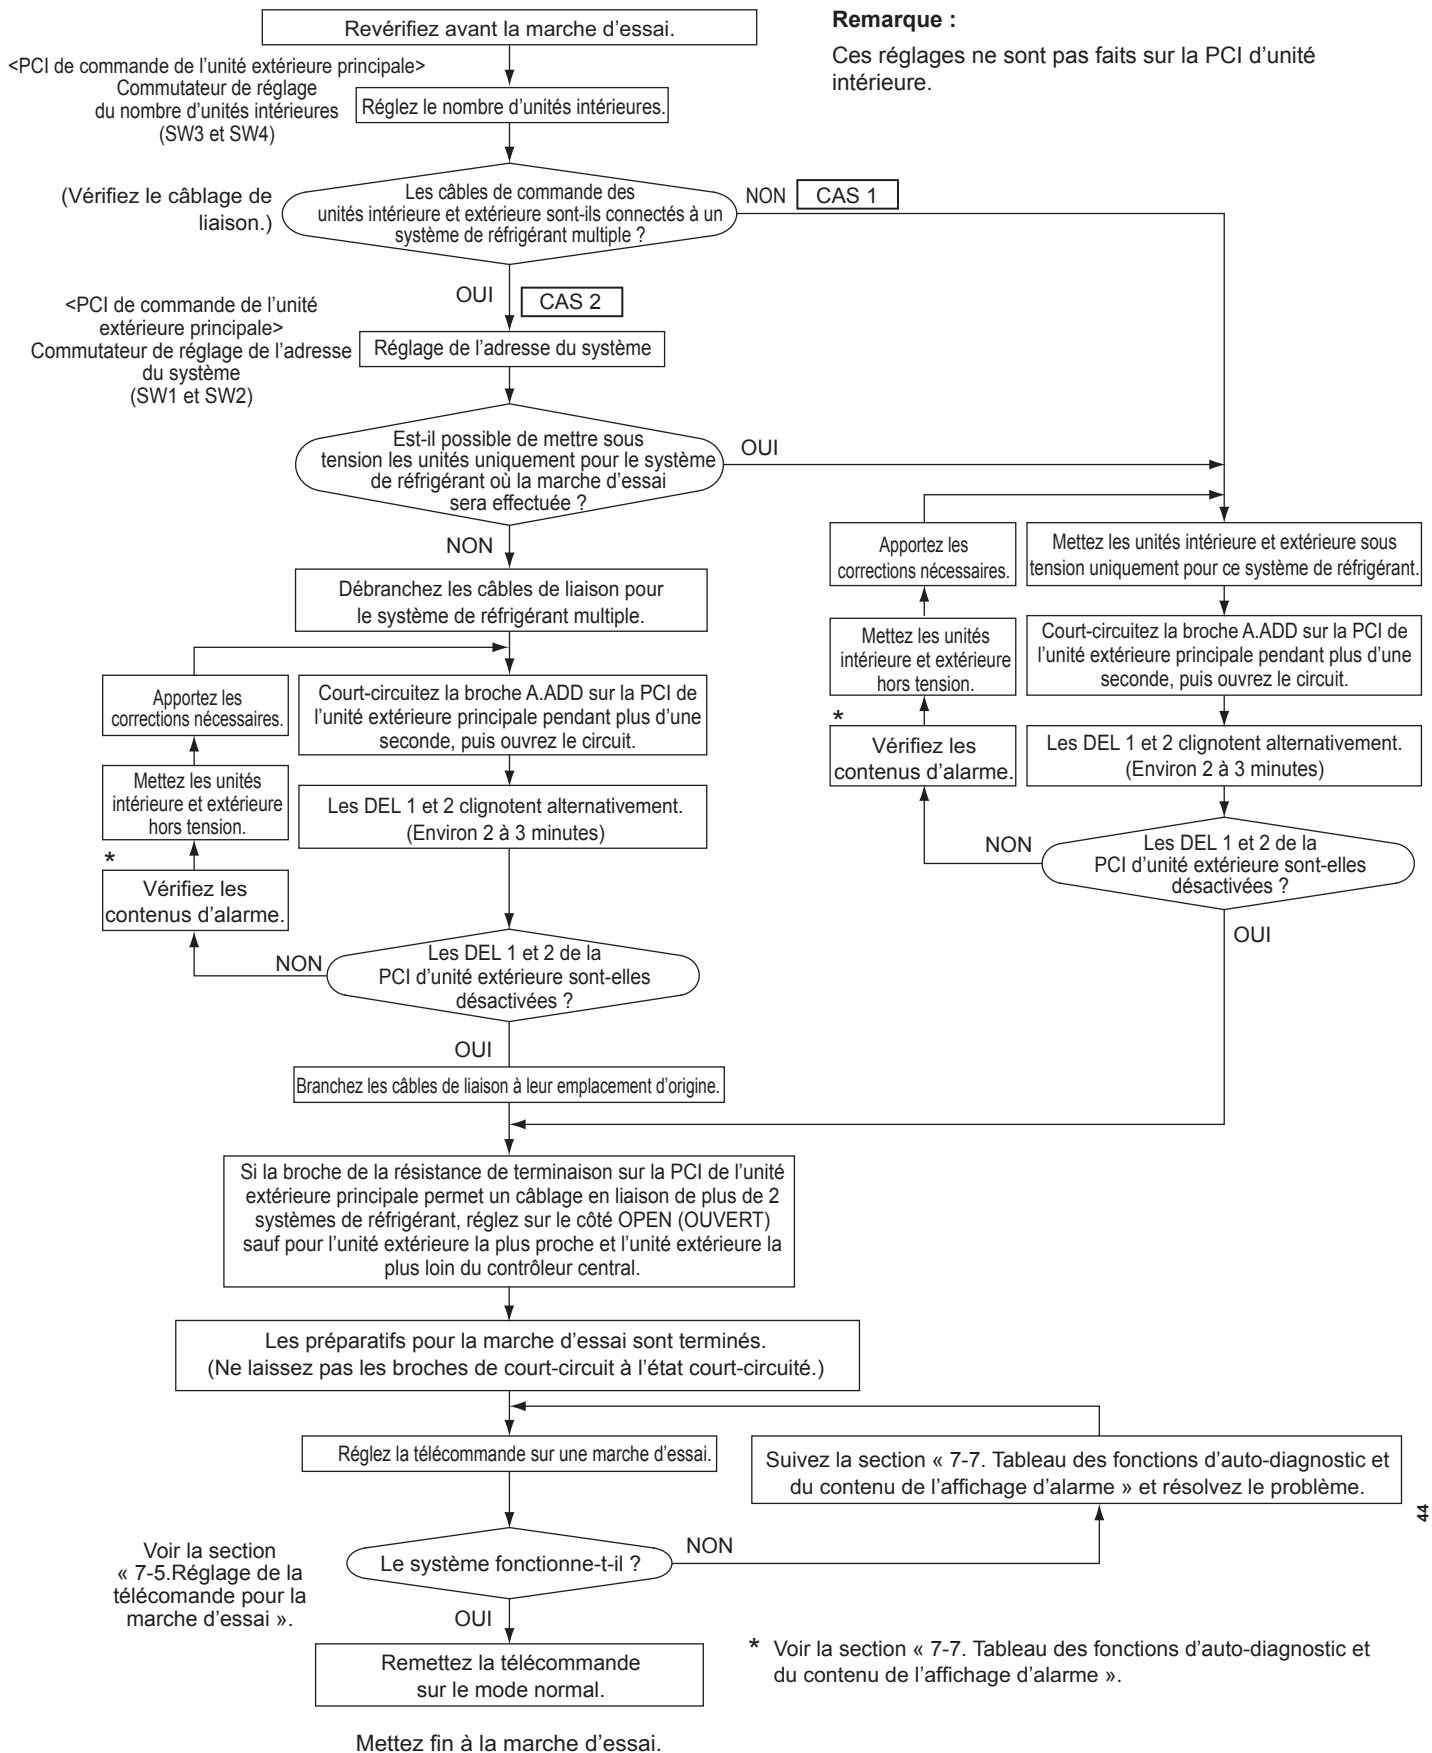 Revérifiez avant la marche d'essai.
Remarque :
Ces réglages ne sont pas faits sur la PCI d'unité
intérieure.
<PCI de commande de l'unité extérieure principale>
Commutateur de réglage
du nombre d'unités intérieures
(SW3 et SW4)
Réglez le nombre d'unités intérieures.
(Vérifiez le câblage de
liaison.)
Les câbles de commande des
unités intérieure et extérieure sont-ils connectés à un
système de réfrigérant multiple ?
NON
CAS 1
OUI
CAS 2
<PCI de commande de l'unité
extérieure principale>
Commutateur de réglage de l'adresse
du système
(SW1 et SW2)
Réglage de l'adresse du système
Est-il possible de mettre sous
tension les unités uniquement pour le système
de réfrigérant où la marche d'essai
sera effectuée ?
OUI
NON
Débranchez les câbles de liaison pour
le système de réfrigérant multiple.
Apportez les
corrections nécessaires.
Court-circuitez la broche A.ADD sur la PCI de
l'unité extérieure principale pendant plus d'une
seconde, puis ouvrez le circuit.
Mettez les unités
intérieure et extérieure
hors tension.
Les DEL 1 et 2 clignotent alternativement.
(Environ 2 à 3 minutes)
*
Vérifiez les
contenus d'alarme.
NON
Les DEL 1 et 2 de la
PCI d'unité extérieure sont-elles
désactivées ?
OUI
Branchez les câbles de liaison à leur emplacement d'origine.
Apportez les
corrections nécessaires.
Mettez les unités intérieure et extérieure sous
tension uniquement pour ce système de réfrigérant.
Mettez les unités
intérieure et extérieure
hors tension.
Court-circuitez la broche A.ADD sur la PCI de
l'unité extérieure principale pendant plus d'une
seconde, puis ouvrez le circuit.
*
Vérifiez les
contenus d'alarme.
Les DEL 1 et 2 clignotent alternativement.
(Environ 2 à 3 minutes)
NON
Les DEL 1 et 2 de la
PCI d'unité extérieure sont-elles
désactivées ?
OUI
Si la broche de la résistance de terminaison sur la PCI de l'unité
extérieure principale permet un câblage en liaison de plus de 2
systèmes de réfrigérant, réglez sur le côté OPEN (OUVERT)
sauf pour l'unité extérieure la plus proche et l'unité extérieure la
plus loin du contrôleur central.
Les préparatifs pour la marche d'essai sont terminés.
(Ne laissez pas les broches de court-circuit à l'état court-circuité.)
Réglez la télécommande sur une marche d'essai.
Suivez la section « 7-7. Tableau des fonctions d'auto-diagnostic et
du contenu de l'affichage d'alarme » et résolvez le problème.
Voir la section
« 7-5.Réglage de la
télécomande pour la
marche d'essai ».
Le système fonctionne-t-il ?
NON
OUI
Remettez la télécommande
sur le mode normal.
* Voir la section « 7-7. Tableau des fonctions d'auto-diagnostic et
du contenu de l'affichage d'alarme ».
Mettez fin à la marche d'essai.
44